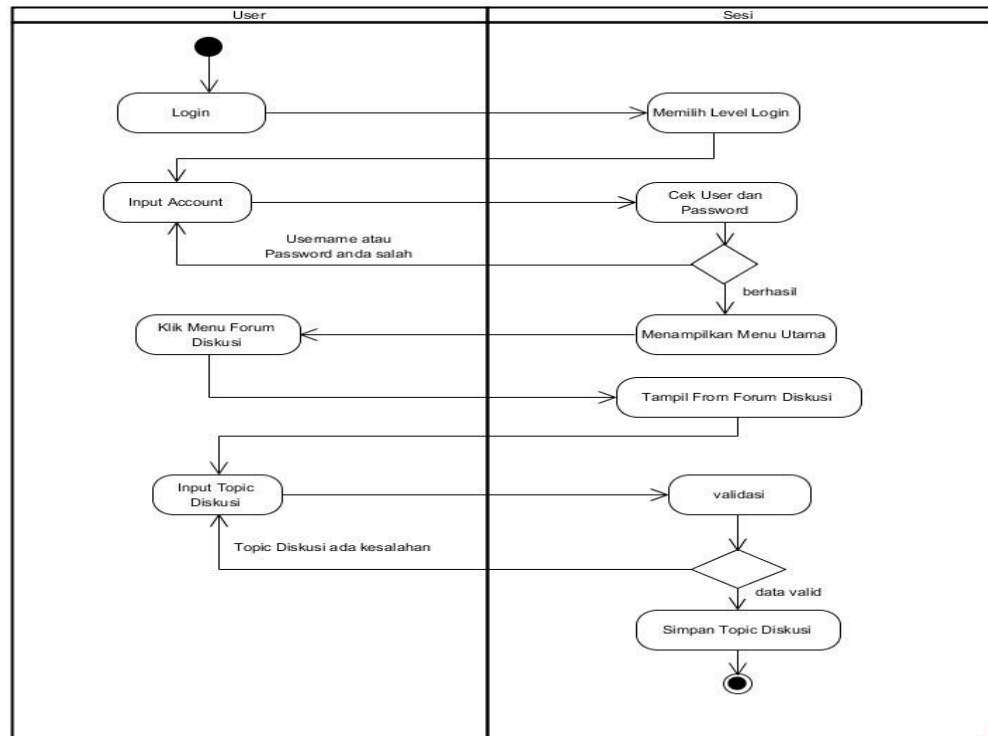 User
Sesi
Login
Memilih Level Login
Input Account
Cek User dan
Password
Username atau
Password anda salah
berhasil
Klik Menu Forum
Diskusi
Menampilkan Menu Utama
Tampil From Forum Diskusi
Input Topic
Diskusi
validasi
Topic Diskusi ada kesalahan
data valid
Simpan Topic Diskusi